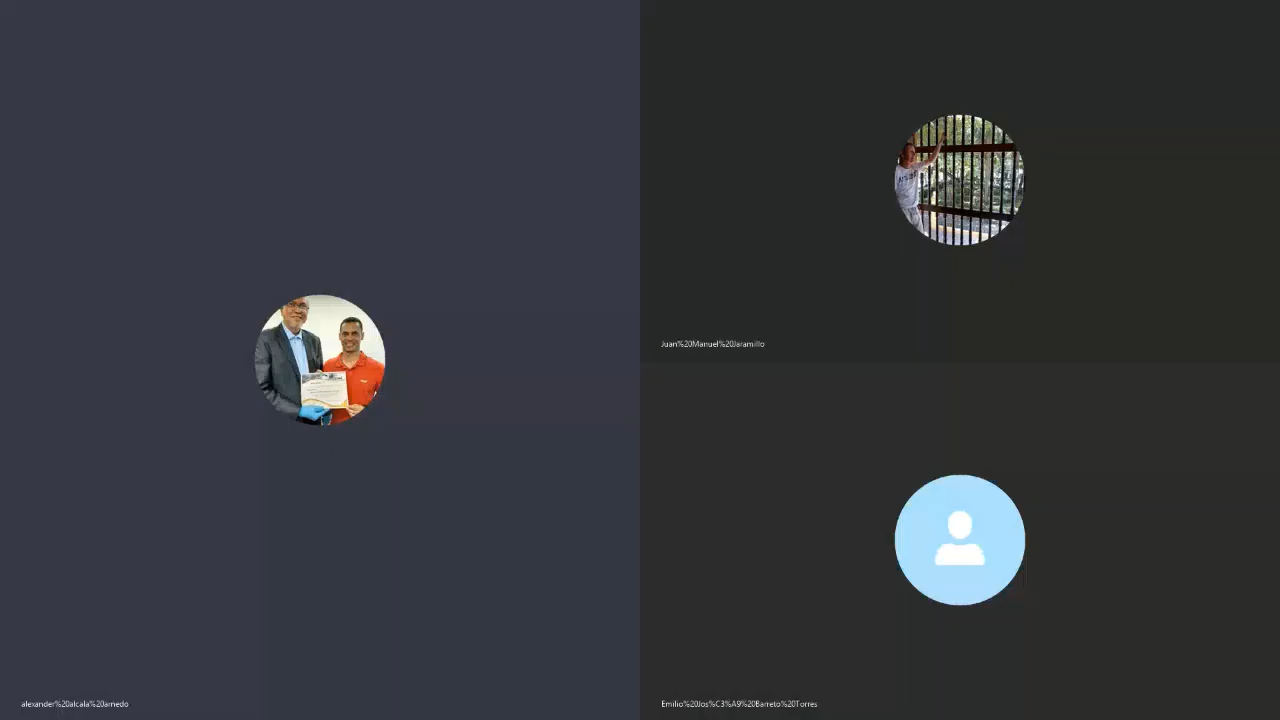 Juan%20Manuel%20Jaramillo
alexander%20alcala%20arnedo
Emilio%20Jos%C3%A9%20Barreto%20Torres